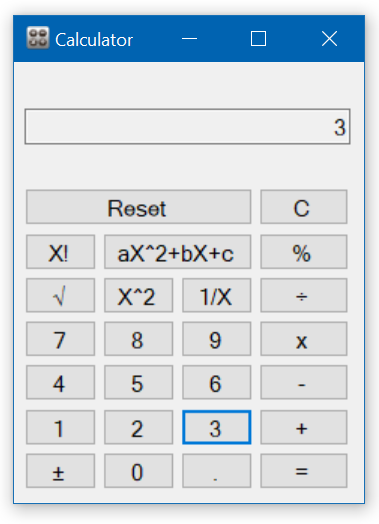 Calculator
3
Reset C
X! aX^2+bX+c %
√ X^2 1/X ÷
7 8 9 x
4 5 6 -
1 2 3 +
± 0 . =